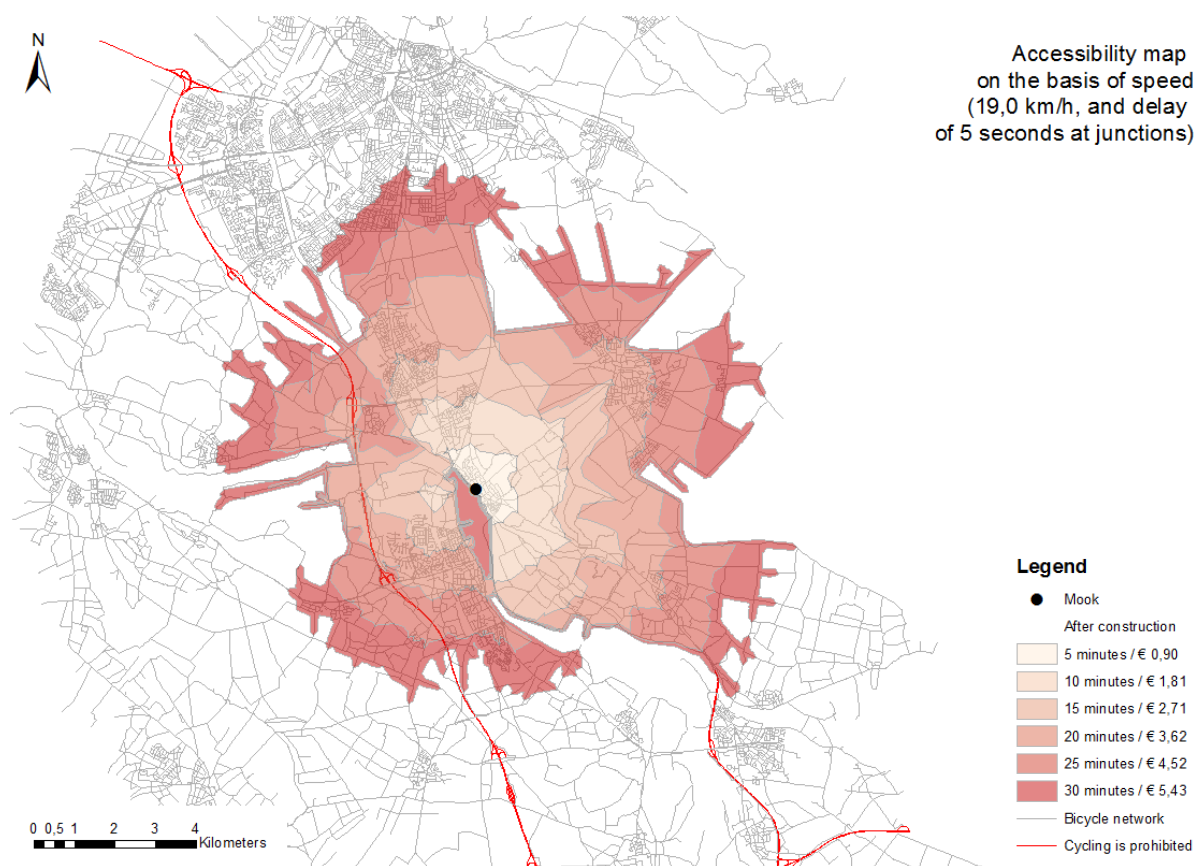 N
Accessibility map
on the basis of speed
(19,0 km/h, and delay
of 5 seconds at junctions)
Legend
Mook
After construction
5 minutes / € 0,90
10 minutes / € 1,81
15 minutes / € 2,71
20 minutes / € 3,62
25 minutes / € 4,52
30 minutes / € 5,43
Bicycle network
Cycling is prohibited
0 0,5 1 2 3 4
Kilometers